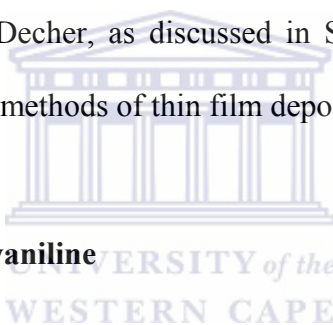 Decher, as discussed in S
methods of thin film depo
yaniline
UNIVERSITY of the
WESTERN CAPE